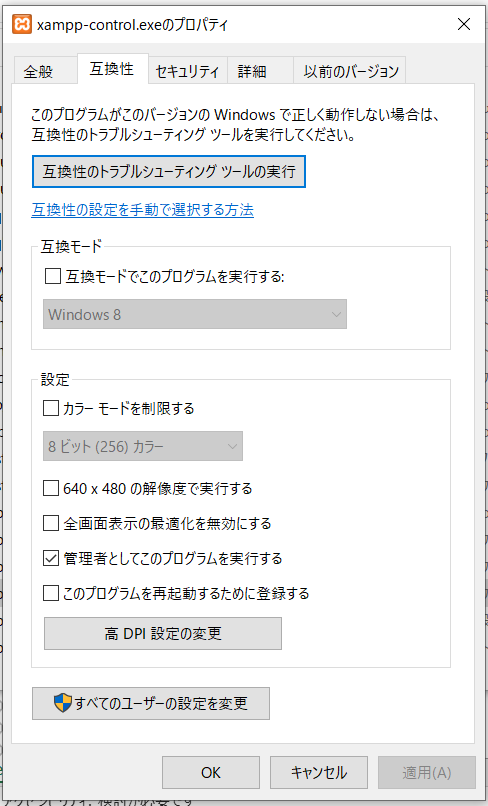 xampp-control.exeのプロパティ
全般
互換性
セキュリティ
詳細
以前のバージョン
このプログラムがこのバージョンの Windows で正しく動作しない場合は、
互換性のトラブルシューティング ツールを実行してください。
互換性のトラブルシューティング ツールの実行
互換性の設定を手動で選択する方法
互換モード
互換モードでこのプログラムを実行する:
Windows 8
設定
カラー モードを制限する
8 ビット (256) カラー
640 x 480 の解像度で実行する
全画面表示の最適化を無効にする
管理者としてこのプログラムを実行する
このプログラムを再起動するために登録する
高 DPI 設定の変更
すべてのユーザーの設定を変更
OK
キャンセル
適用(A)